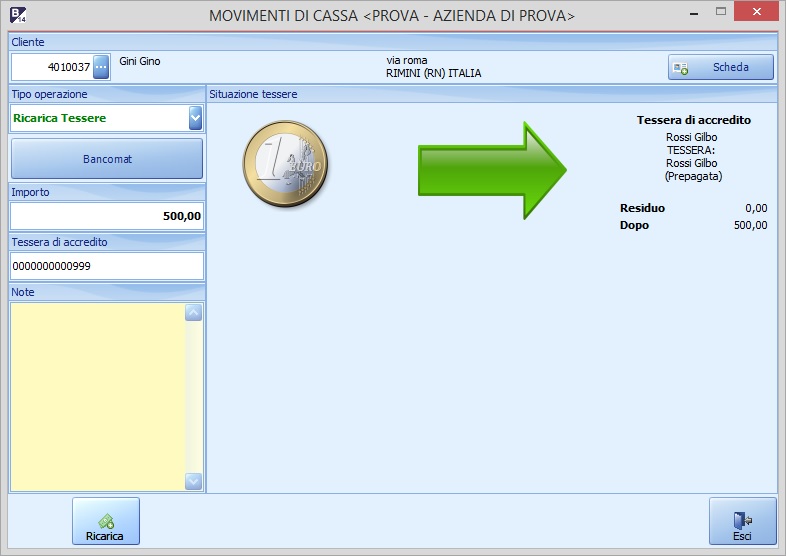 B
14
MOVIMENTI DI CASSA <PROVA - AZIENDA DI PROVA>
Cliente
4010037 ...
Gini Gino
via roma
RIMINI (RN) ITALIA
Scheda
Tipo operazione
Ricarica Tessere
Bancomat
Importo
500,00
Tessera di accredito
0000000000999
Note
Situazione tessere
1 EURO
Tessera di accredito
Rossi Gilbo
TESSERA:
Rossi Gilbo
(Prepagata)
Residuo 0,00
Dopo 500,00
Ricarica
Esci